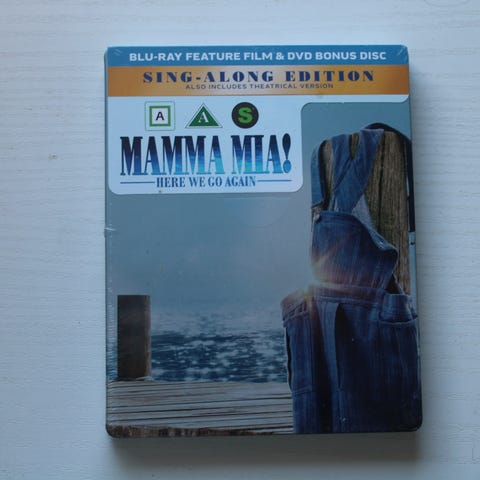 BLU-RAY FEATURE FILM & DVD BONUS DISC
SING-ALONG EDITION
ALSO INCLUDES THEATRICAL VERSION
A A S
MAMMA MIA!
HERE WE GO AGAIN